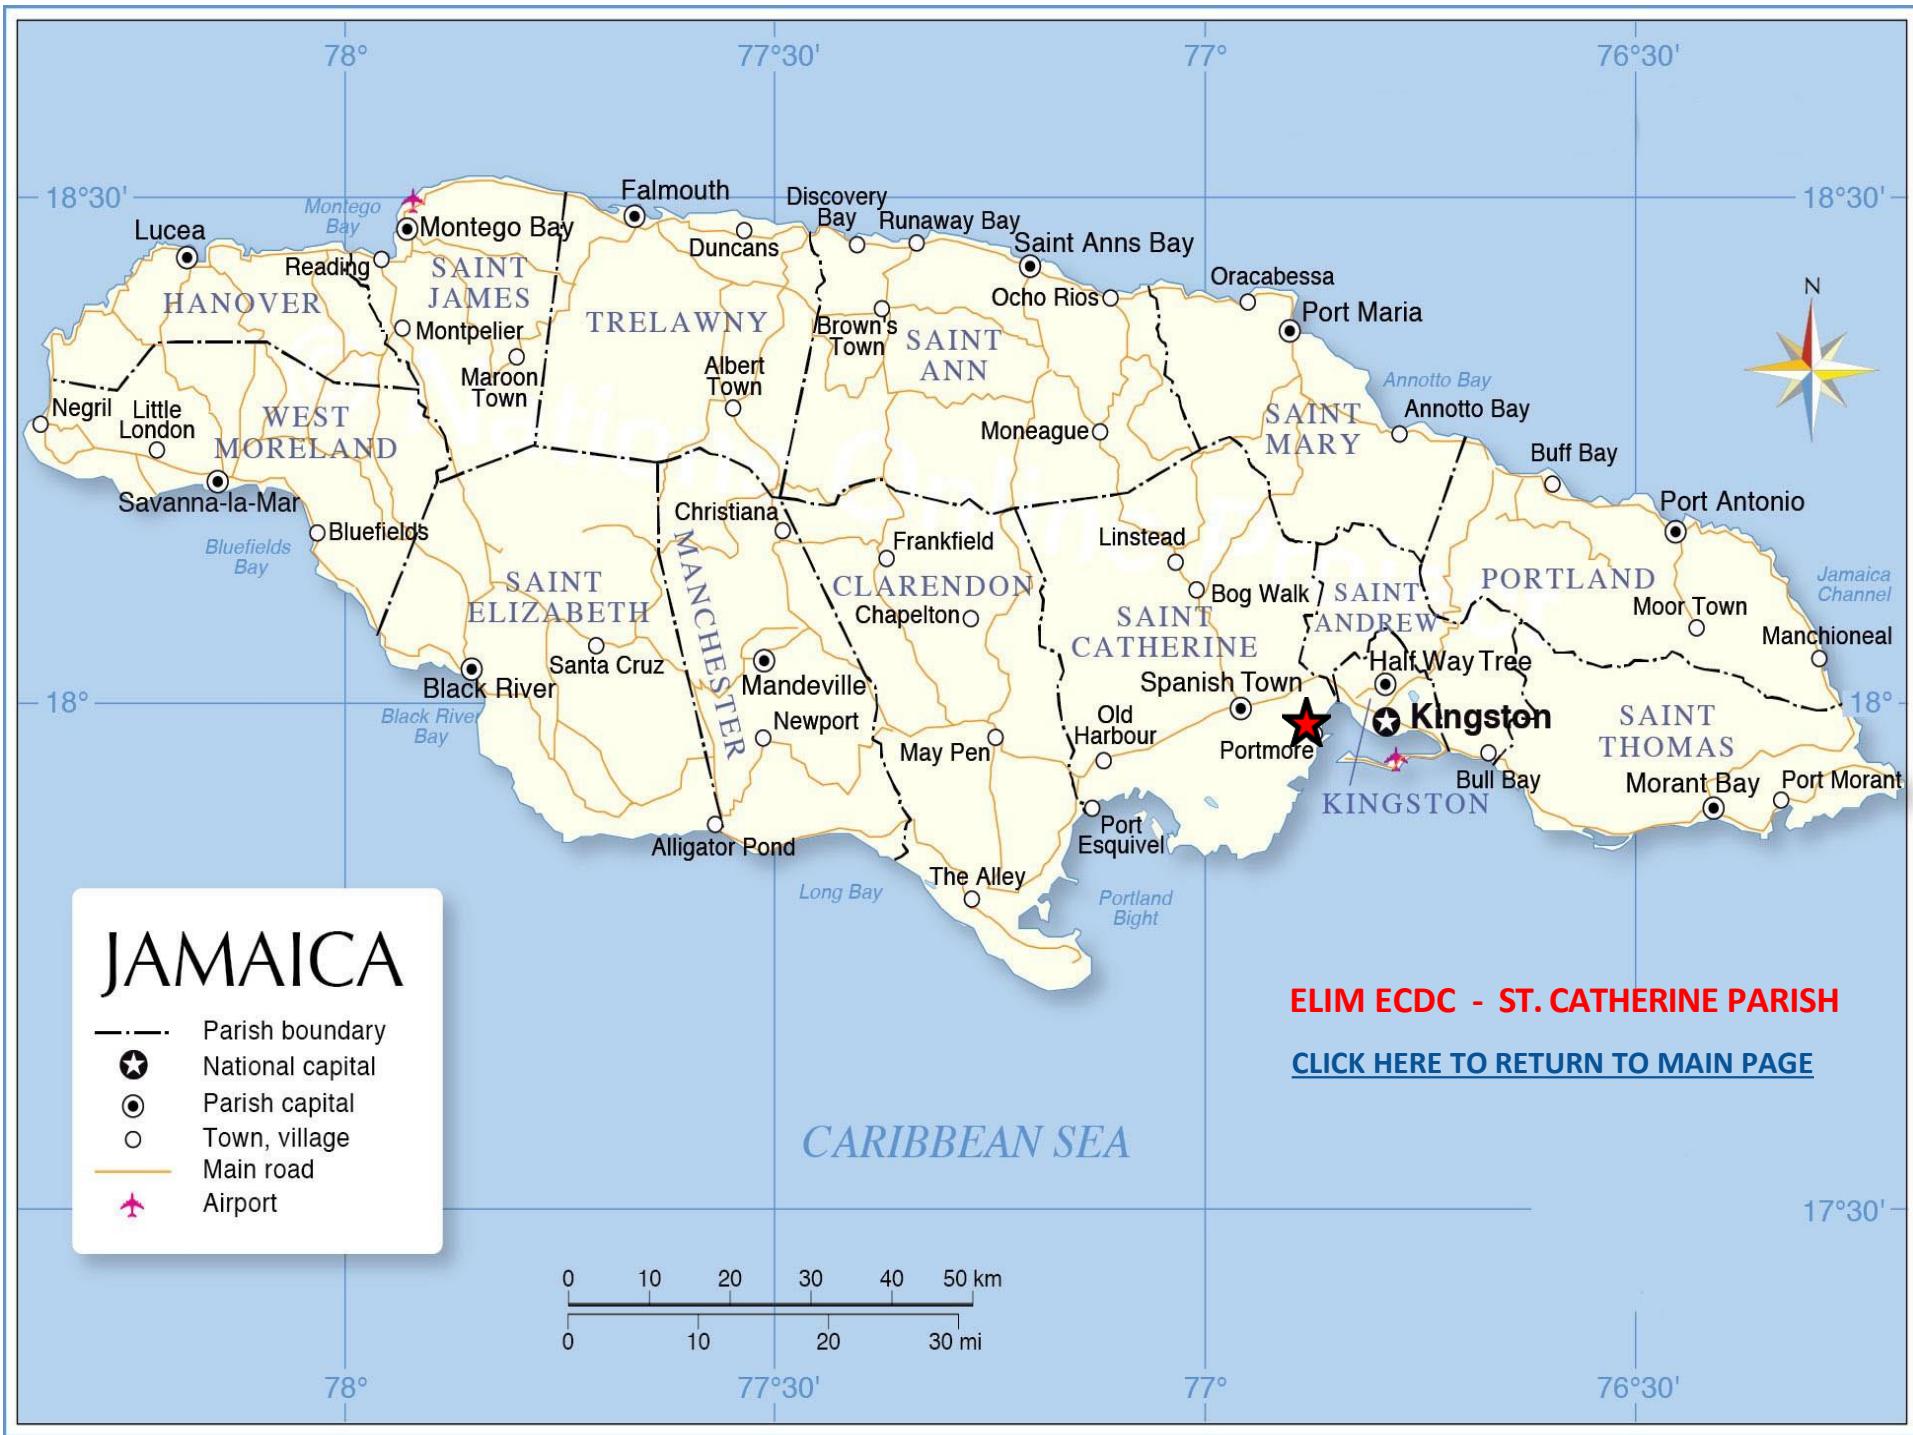 78°
77°30'
77°
76°30'
18°30'
18°30'
Montego
Bay
Lucea
Montego Bay
Falmouth
Duncans
Discovery
Bay
Runaway Bay
Saint Anns Bay
Reading
SAINT
JAMES
HANOVER
Ocho Rios
Oracabessa
Port Maria
N
Montpelier
TRELAWNY
Brown's
Town
SAINT
ANN
Maroon
Town
Albert
Town
Annotto Bay
Annotto Bay
Negril
Little
London
WEST
MORELAND
SAINT
MARY
Moneague
Buff Bay
Savanna-la-Mar
Port Antonio
Christiana
Bluefields
Bluefields
Bay
Frankfield
Linstead
MANCHESTER
SAINT
ELIZABETH
CLARENDON
Chapelton
Bog Walk
SAINT
ANDREW
PORTLAND
Jamaica
Channel
Moor Town
SAINT
CATHERINE
Manchioneal
Santa Cruz
Half Way Tree
Black River
Mandeville
Spanish Town
18°
18°
Black River
Bay
Newport
Old
Harbour
Kingston
SAINT
THOMAS
May Pen
Portmore
Bull Bay
Morant Bay
Port Morant
KINGSTON
Port
Esquivel
Alligator Pond
The Alley
Long Bay
Portland
Bight
JAMAICA
Parish boundary
National capital
Parish capital
Town, village
Main road
Airport
ELIM ECDC - ST. CATHERINE PARISH
CLICK HERE TO RETURN TO MAIN PAGE
CARIBBEAN SEA
17°30'
0 10 20 30 40 50 km
0 10 20 30 mi
78°
77°30'
77°
76°30'